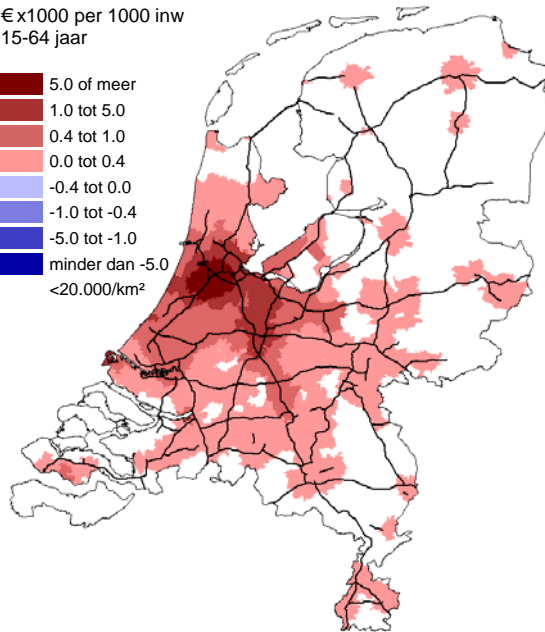 € x1000 per 1000 inw
15-64 jaar
5.0 of meer
1.0 tot 5.0
0.4 tot 1.0
0.0 tot 0.4
-0.4 tot 0.0
-1.0 tot -0.4
-5.0 tot -1.0
minder dan -5.0
<20.000/km²